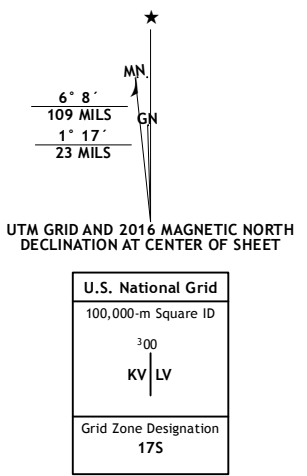 ★
MN
6° 8´
109 MILS
GN
1° 17´
23 MILS
UTM GRID AND 2016 MAGNETIC NORTH
DECLINATION AT CENTER OF SHEET
U.S. National Grid
100,000-m Square ID
³00
KV LV
Grid Zone Designation
17S